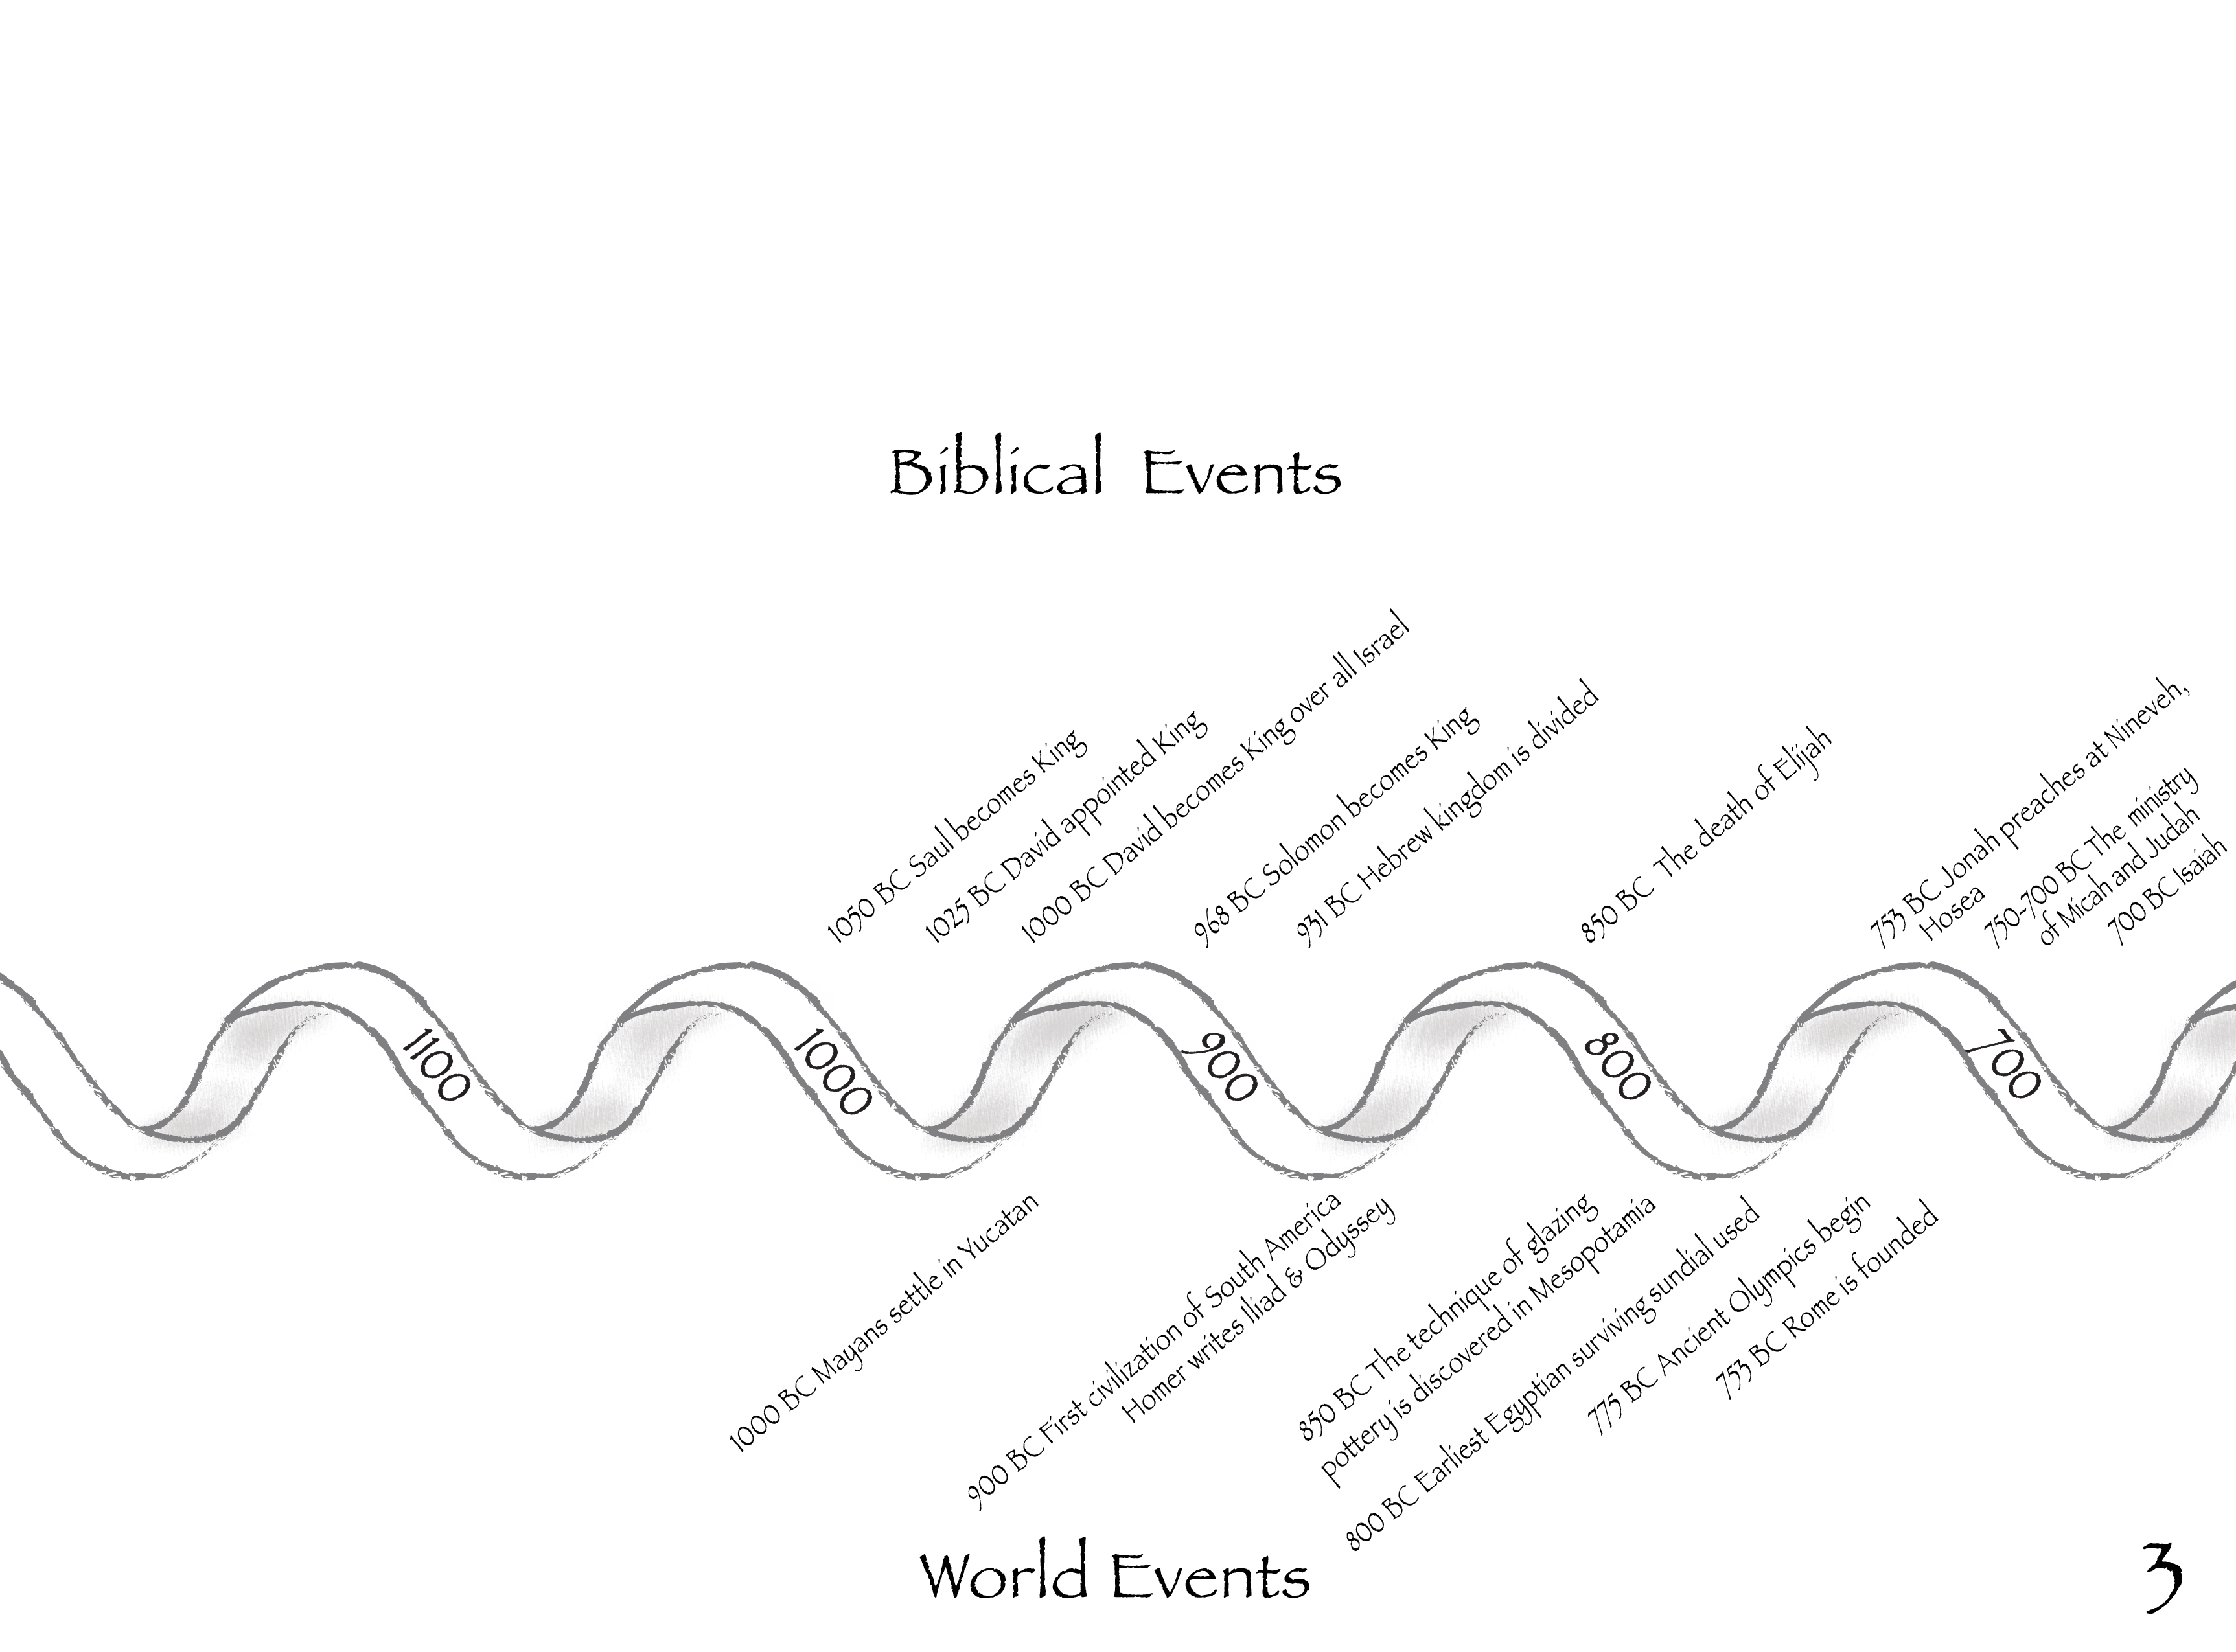 Biblical Events
1050 BC Saul becomes King
1025 BC David appointed King
1000 BC David becomes King over all Israel
968 BC Solomon becomes King
931 BC Hebrew kingdom is divided
850 BC The death of Elijah
753 BC Jonah preaches at Nineveh,
Hosea
750-700 BC The ministry
of Micah and Judah
700 BC Isaiah
1100
1000
900
800
700
1000 BC Mayans settle in Yucatan
900 BC First civilization of South America
Homer writes Iliad & Odyssey
850 BC The technique of glazing
pottery is discovered in Mesopotamia
800 BC Earliest Egyptian surviving sundial used
775 BC Ancient Olympics begin
753 BC Rome is founded
World Events
3